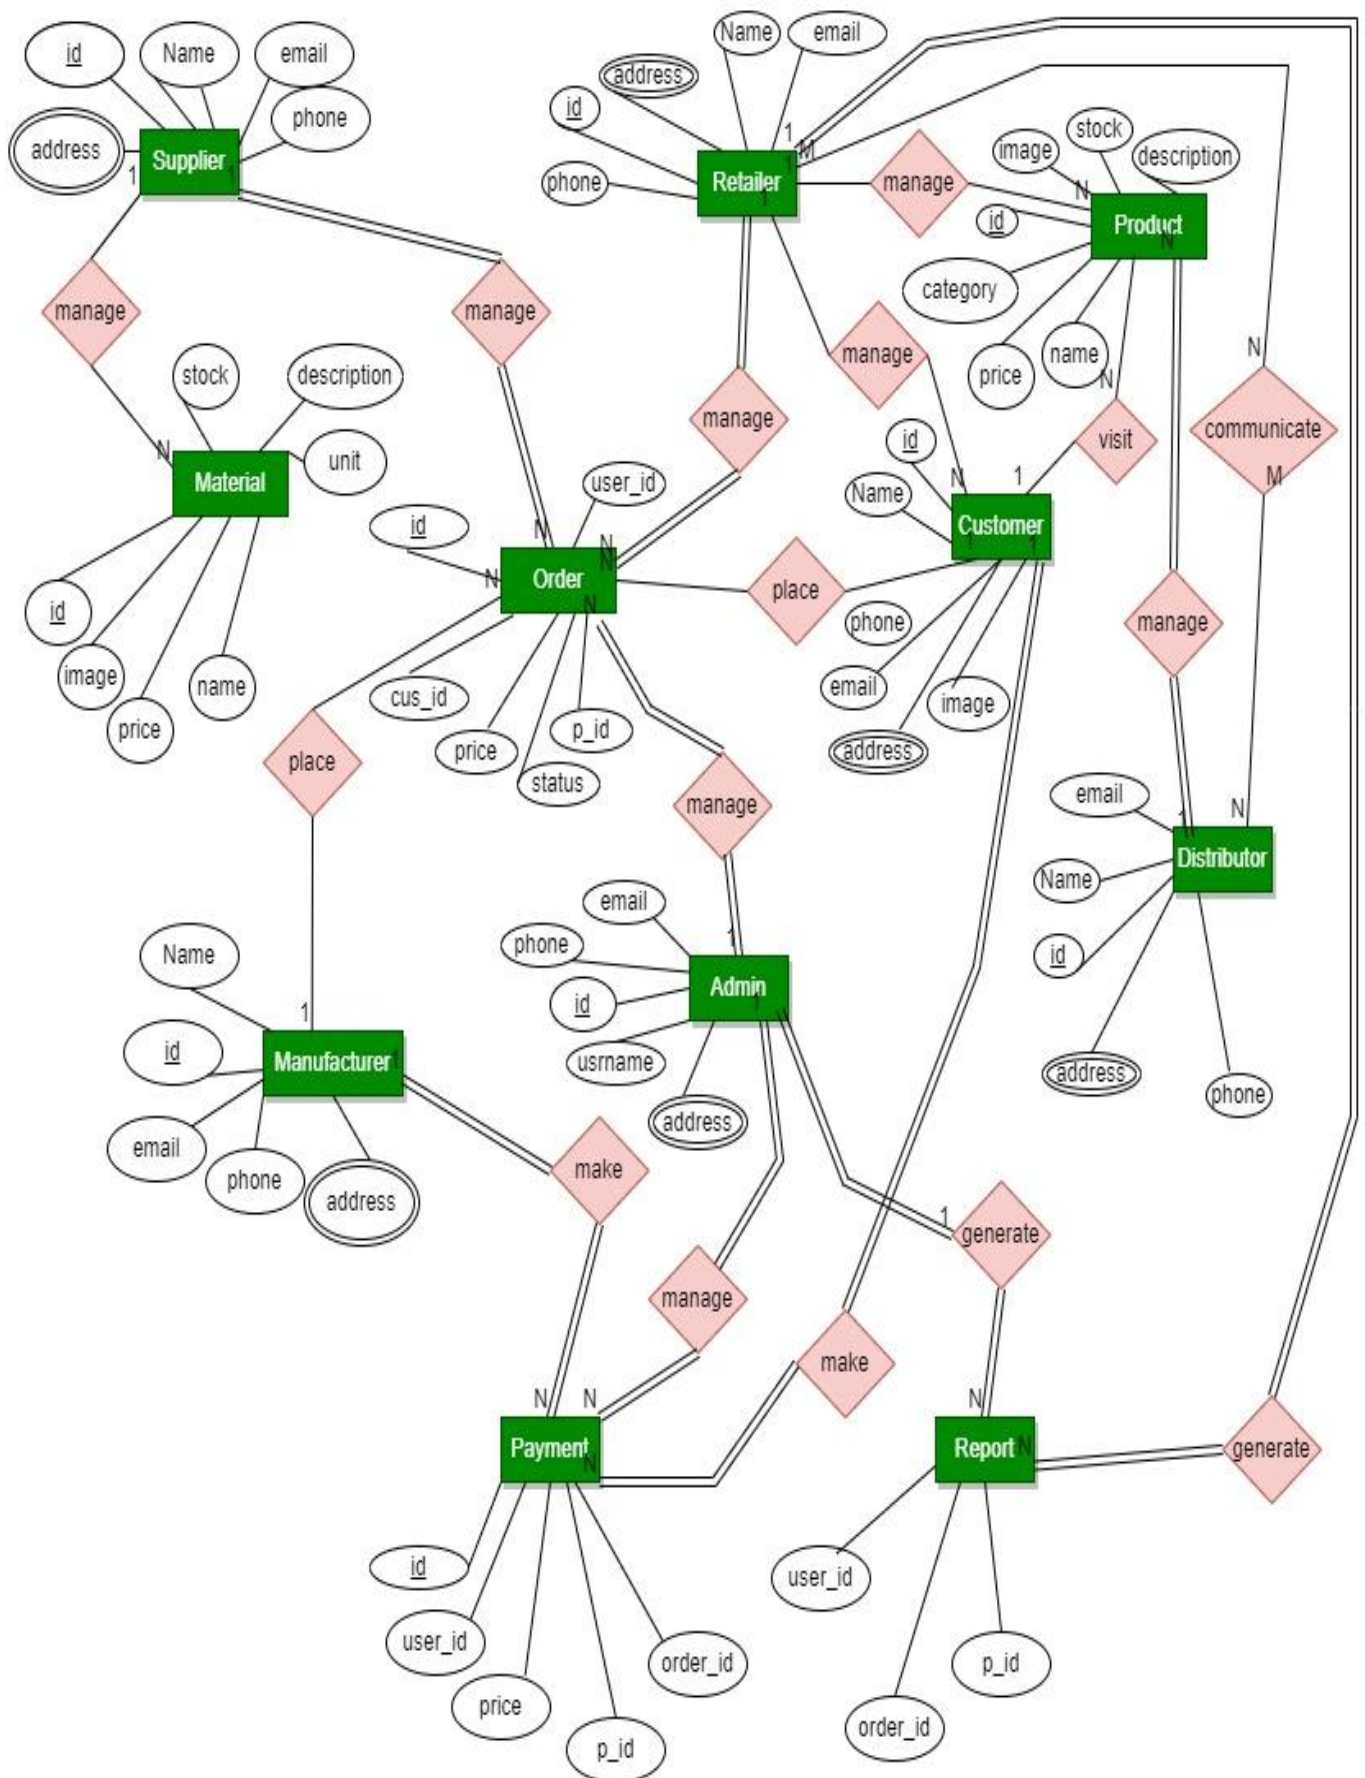 id
Name
email
address
phone
Supplier
1
1
manage
manage
N
Material
stock
description
unit
id
image
price
name
Name
email
address
id
phone
Retailer
1
M
1
1
manage
N
image
stock
description
id
Product
N
category
price
name
N
visit
1
manage
N
communicate
N
M
N
manage
1
manage
id
Name
Customer
1
1
phone
email
address
image
place
user_id
id
N
N
N
N
N
Order
cus_id
price
status
p_id
place
1
manage
1
email
Name
id
address
phone
Distributor
Name
id
email
phone
address
Manufacturer
1
make
email
phone
id
usrname
address
Admin
1
manage
1
generate
make
N
N
N
Payment
id
user_id
price
p_id
order_id
N
Report
N
generate
user_id
order_id
p_id